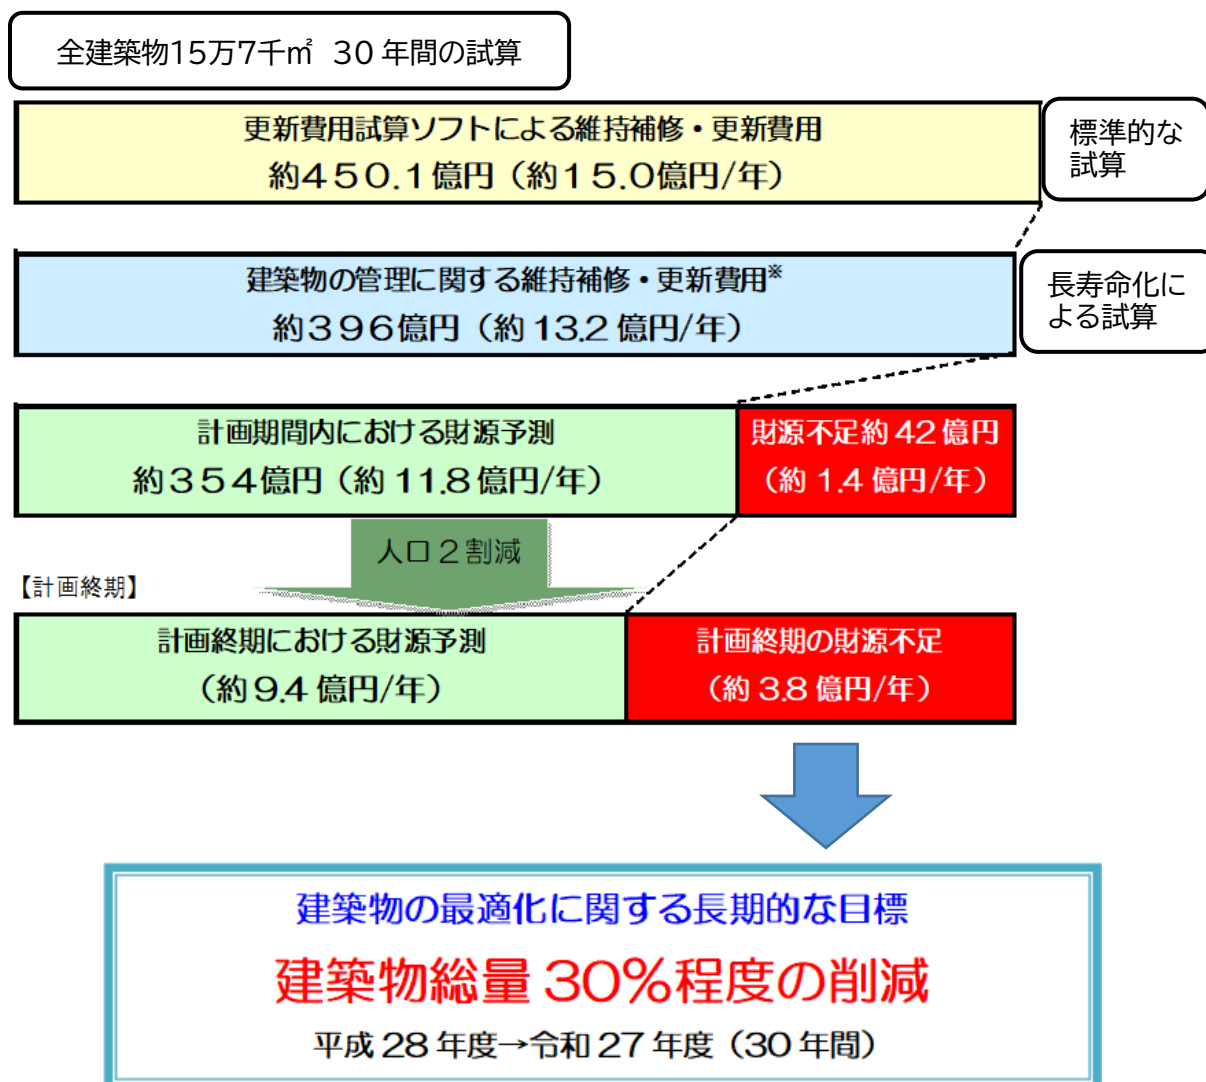 全建築物15万7千㎡ 30年間の試算
更新費用試算ソフトによる維持補修・更新費用
約450.1億円（約15.0億円/年）
標準的な
試算
建築物の管理に関する維持補修・更新費用※
約396億円（約13.2億円/年）
長寿命化に
よる試算
計画期間内における財源予測
約354億円（約11.8億円/年）
財源不足約42億円
（約1.4億円/年）
人口2割減
【計画終期】
計画終期における財源予測
（約9.4億円/年）
計画終期の財源不足
（約3.8億円/年）
建築物の最適化に関する長期的な目標
建築物総量30％程度の削減
平成28年度→令和27年度（30年間）